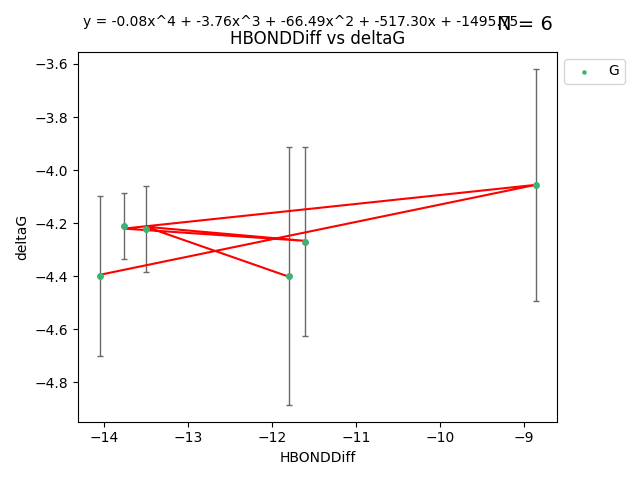 y = -0.08x^4 + -3.76x^3 + -66.49x^2 + -517.30x + -1495.75
N = 6
HBONDDiff vs deltaG
G
−3.6
−3.8
−4.0
−4.2
−4.4
−4.6
−4.8
deltaG
−14
−13
−12
−11
−10
−9
HBONDDiff